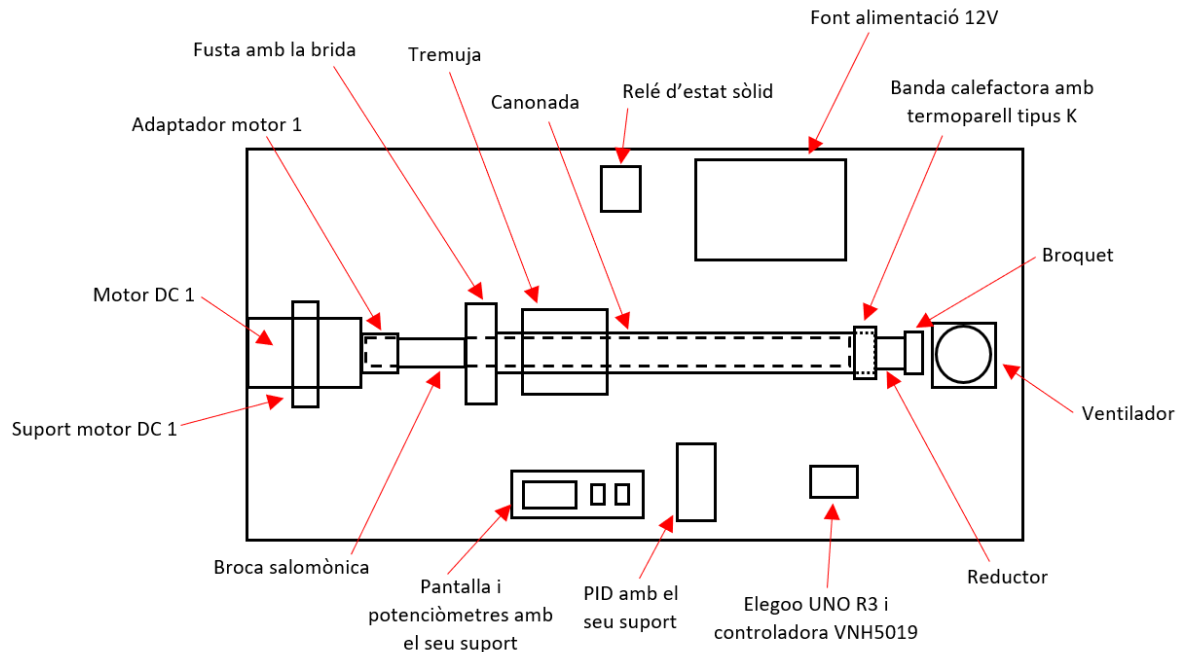 Font alimentació 12V
Fusta amb la brida
Tremuja
Canonada
Relé d'estat sòlid
Banda calefactora amb
termoparell tipus K
Adaptador motor 1
Broquet
Motor DC 1
Suport motor DC 1
Ventilador
Broca salomònica
Pantalla i
potenciòmetres amb
el seu suport
PID amb el
seu suport
Elegoo UNO R3 i
controladora VNH5019
Reductor